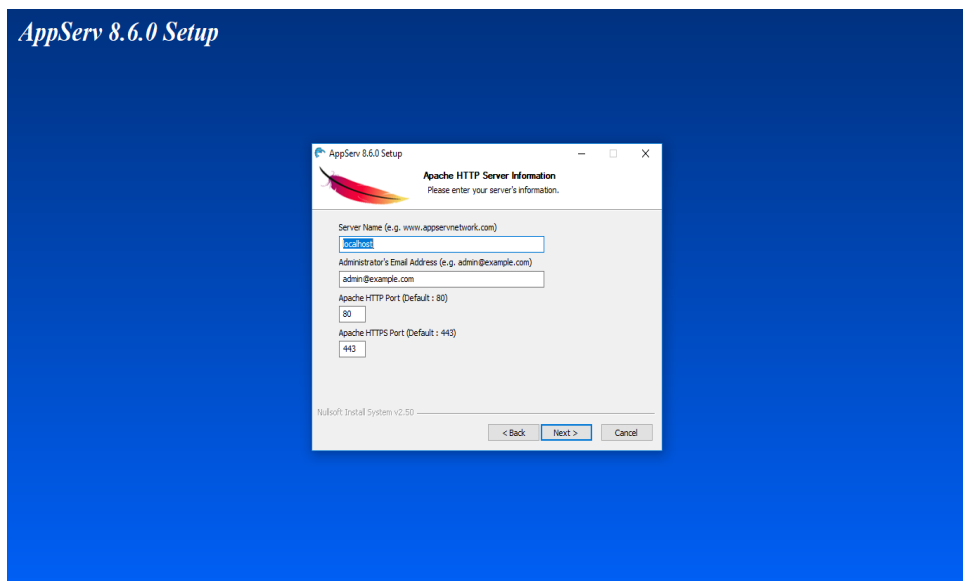 AppServ 8.6.0 Setup
AppServ 8.6.0 Setup
Apache HTTP Server Information
Please enter your server's information.
Server Name (e.g. www.appservnetwork.com)
localhost
Administrator's Email Address (e.g. admin@example.com)
admin@example.com
Apache HTTP Port (Default : 80)
80
Apache HTTPS Port (Default : 443)
443
Nullsoft Install System v2.50
< Back Next > Cancel